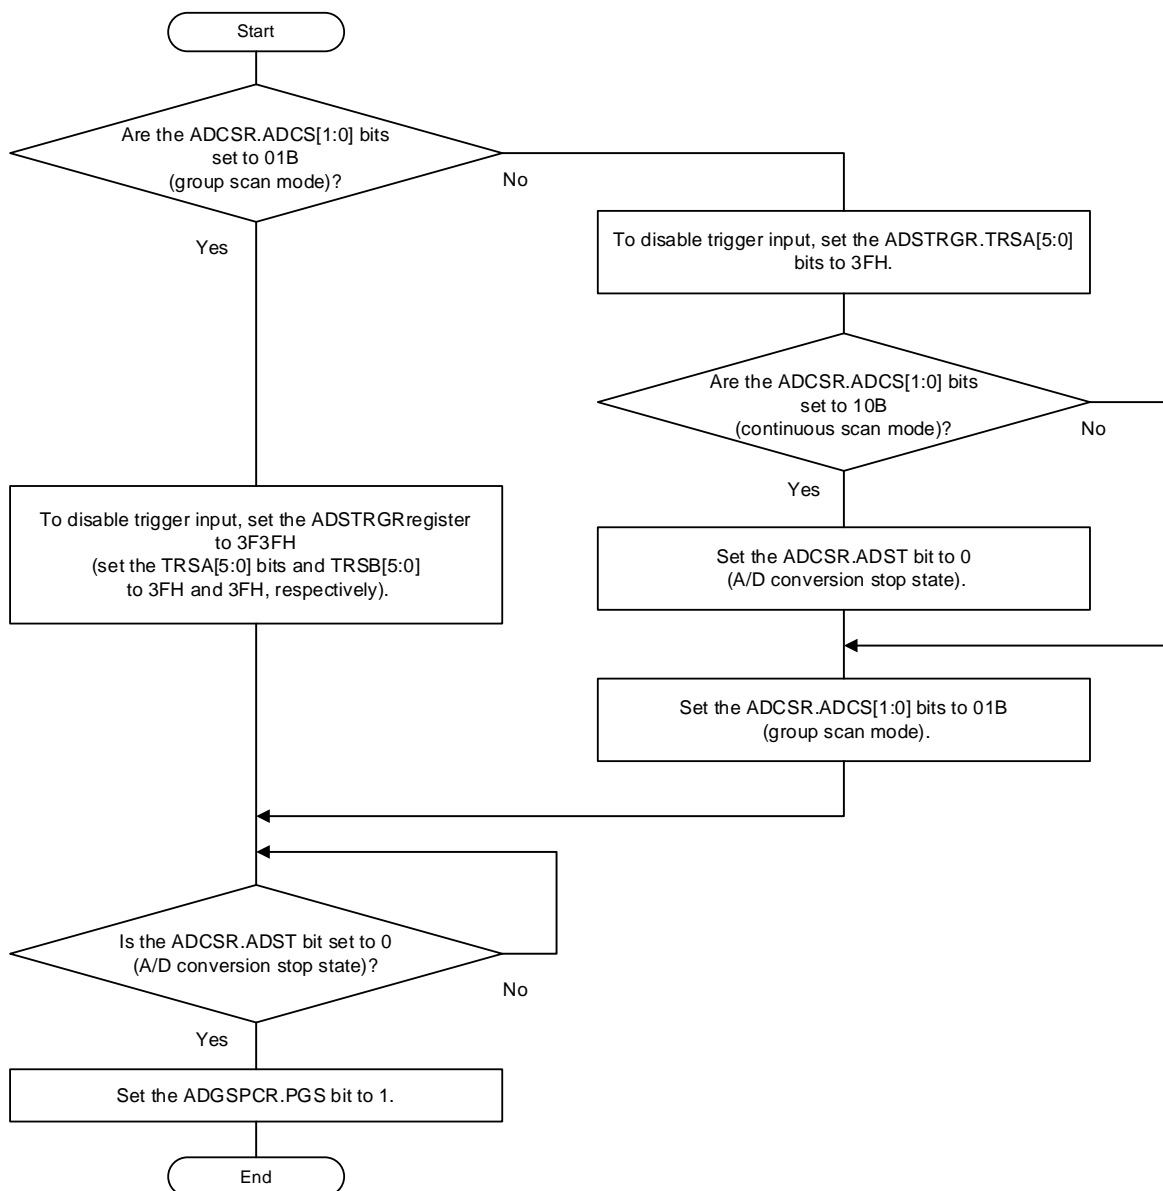 Start
Are the ADCSR.ADCS[1:0] bits
set to 01B
(group scan mode)?
No
Yes
To disable trigger input, set the ADSTRGR.TRSA[5:0]
bits to 3FH.
Are the ADCSR.ADCS[1:0] bits
set to 10B
(continuous scan mode)?
No
Yes
To disable trigger input, set the ADSTRGRregister
to 3F3FH
(set the TRSA[5:0] bits and TRSB[5:0]
to 3FH and 3FH, respectively).
Set the ADCSR.ADST bit to 0
(A/D conversion stop state).
Set the ADCSR.ADCS[1:0] bits to 01B
(group scan mode).
Is the ADCSR.ADST bit set to 0
(A/D conversion stop state)?
No
Yes
Set the ADGSPCR.PGS bit to 1.
End